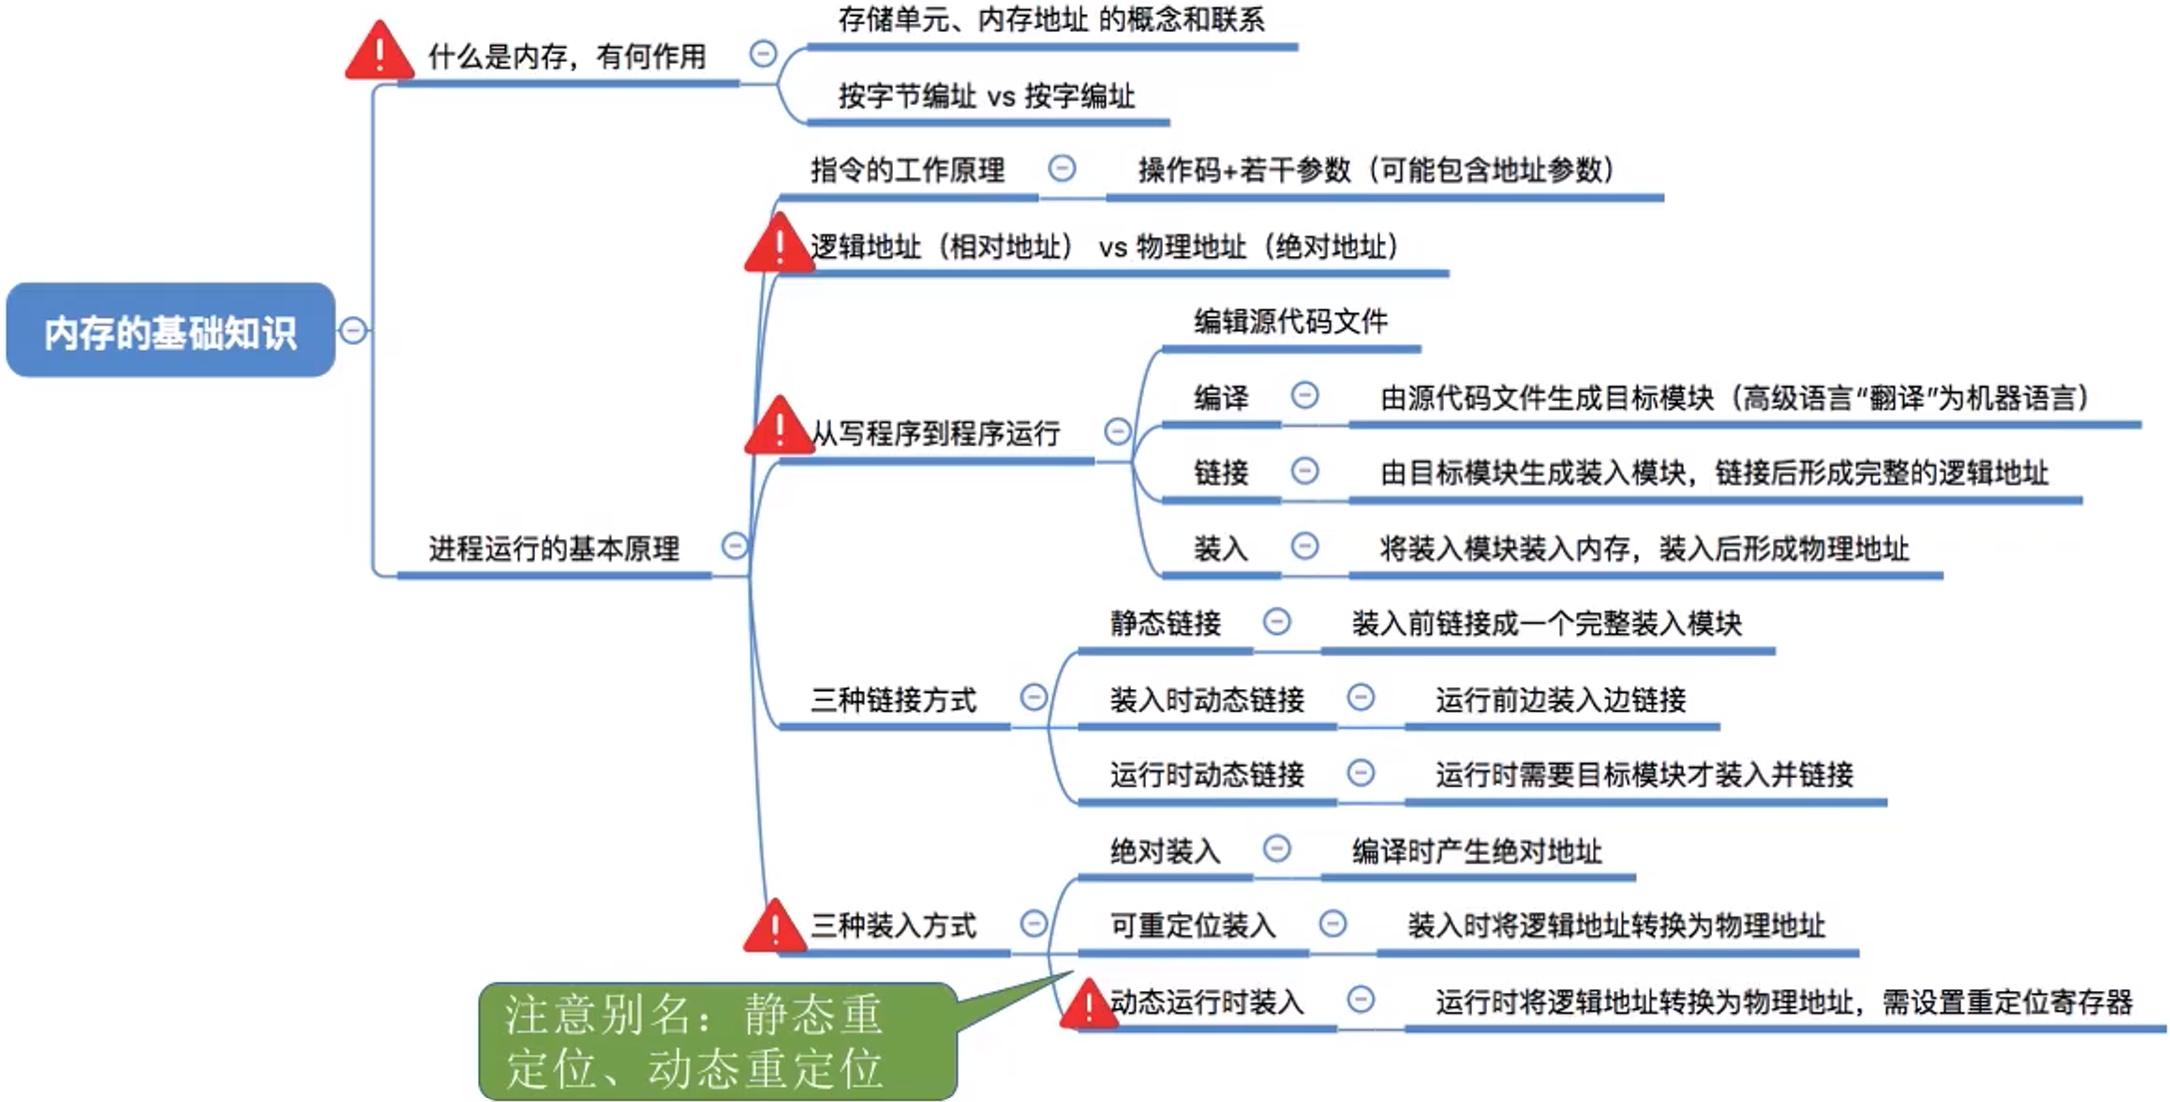 存储单元、内存地址 的概念和联系
什么是内存，有何作用
按字节编址 vs 按字编址
指令的工作原理
操作码+若干参数（可能包含地址参数）
逻辑地址（相对地址） vs 物理地址（绝对地址）
内存的基础知识
编辑源代码文件
编译
由源代码文件生成目标模块（高级语言“翻译”为机器语言）
从写程序到程序运行
链接
由目标模块生成装入模块，链接后形成完整的逻辑地址
进程运行的基本原理
装入
将装入模块装入内存，装入后形成物理地址
静态链接
装入前链接成一个完整装入模块
三种链接方式
装入时动态链接
运行前边装入边链接
运行时动态链接
运行时需要目标模块才装入并链接
绝对装入
编译时产生绝对地址
三种装入方式
可重定位装入
装入时将逻辑地址转换为物理地址
动态运行时装入
运行时将逻辑地址转换为物理地址，需设置重定位寄存器
注意别名：静态重
定位、动态重定位